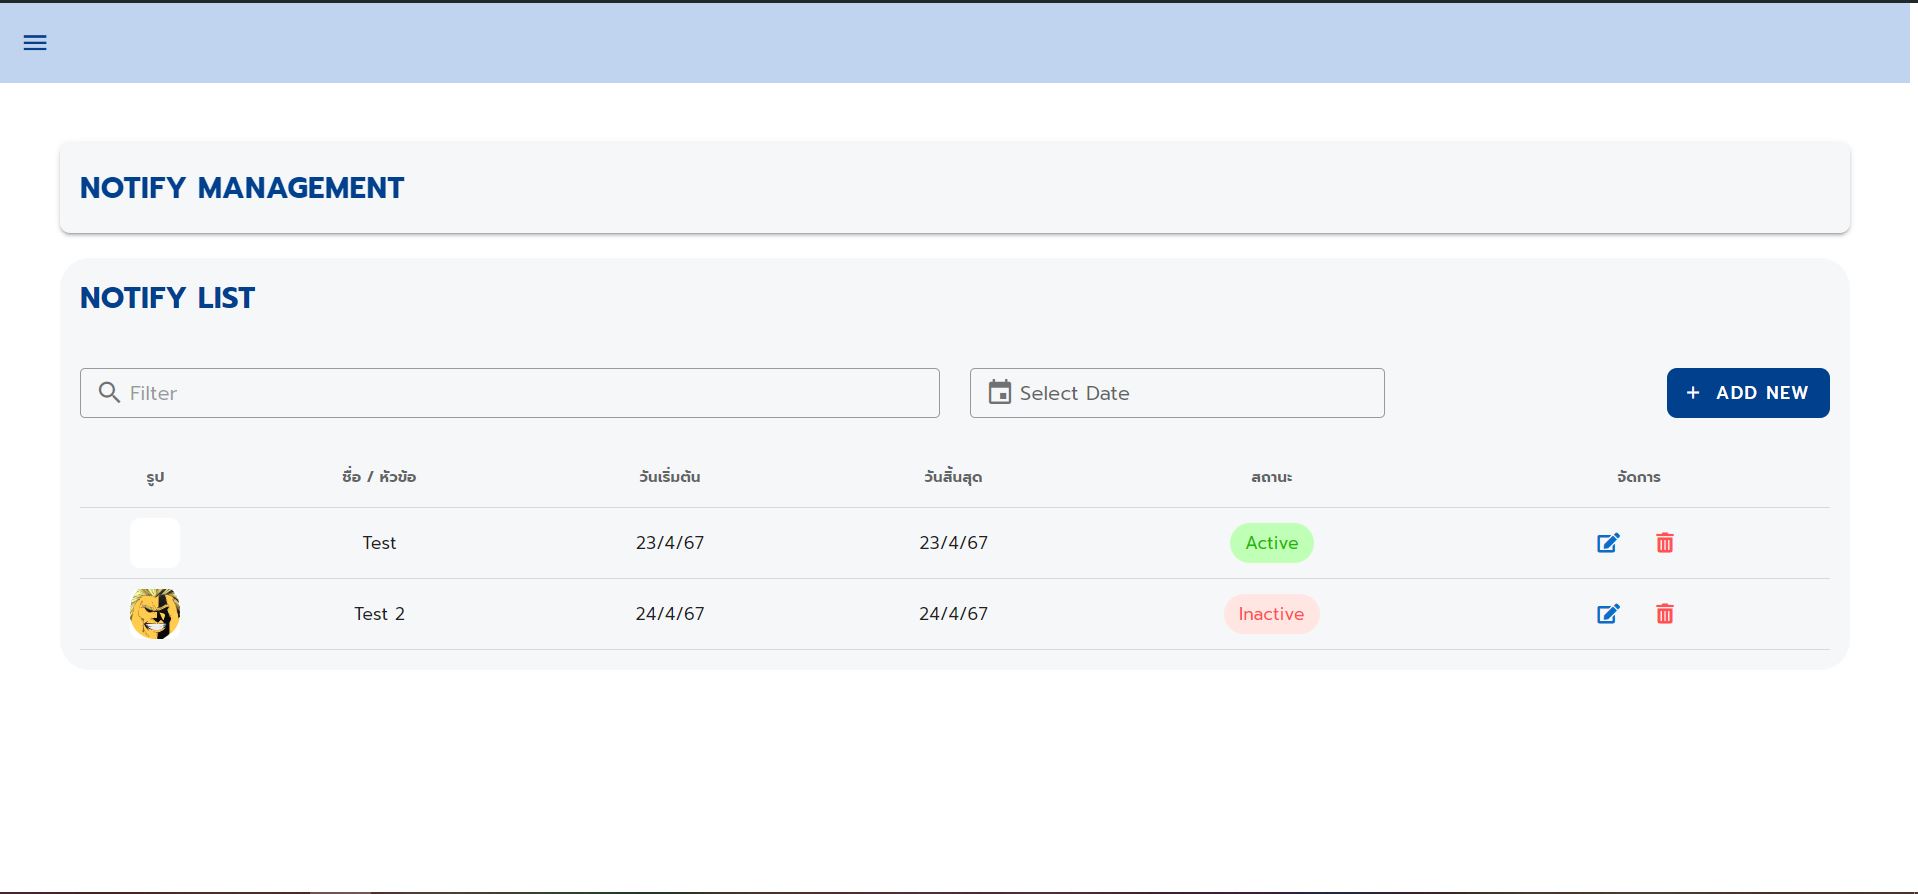 NOTIFY MANAGEMENT
NOTIFY LIST
Filter Select Date + ADD NEW
รูป ชื่อ / หัวข้อ วันเริ่มต้น วันสิ้นสุด สถานะ จัดการ
Test 23/4/67 23/4/67 Active
Test 2 24/4/67 24/4/67 Inactive